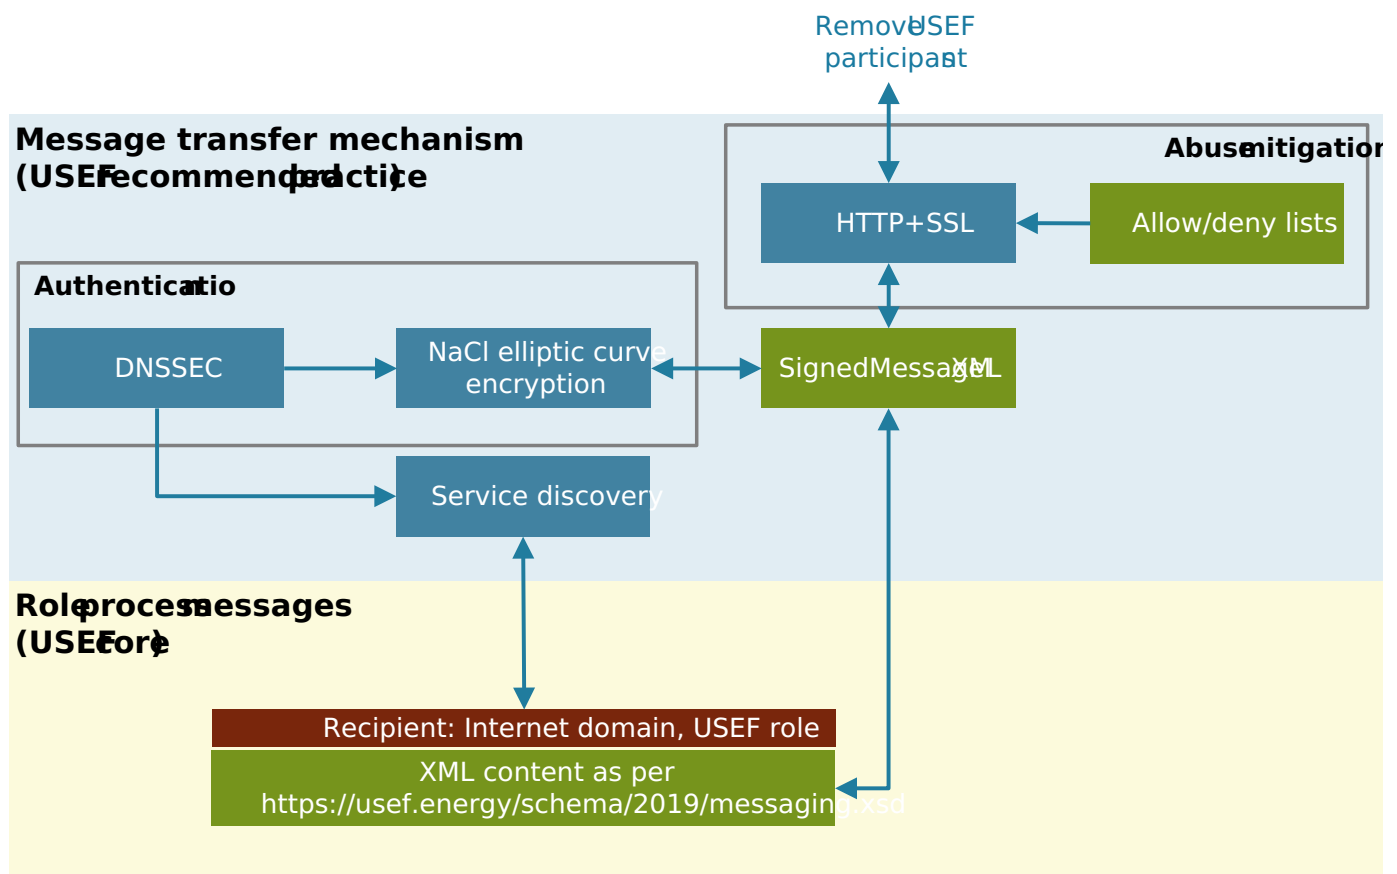 Remove USEF
participant
Message transfer mechanism
(USEF recommended practice)
Abuse mitigation
HTTP+SSL
Allow/deny lists
Authentication
DNSSEC
NaCl elliptic curve
encryption
SignedMessage XML
Service discovery
Role process messages
(USEF core)
Recipient: Internet domain, USEF role
XML content as per
https://usef.energy/schema/2019/messaging.xsd